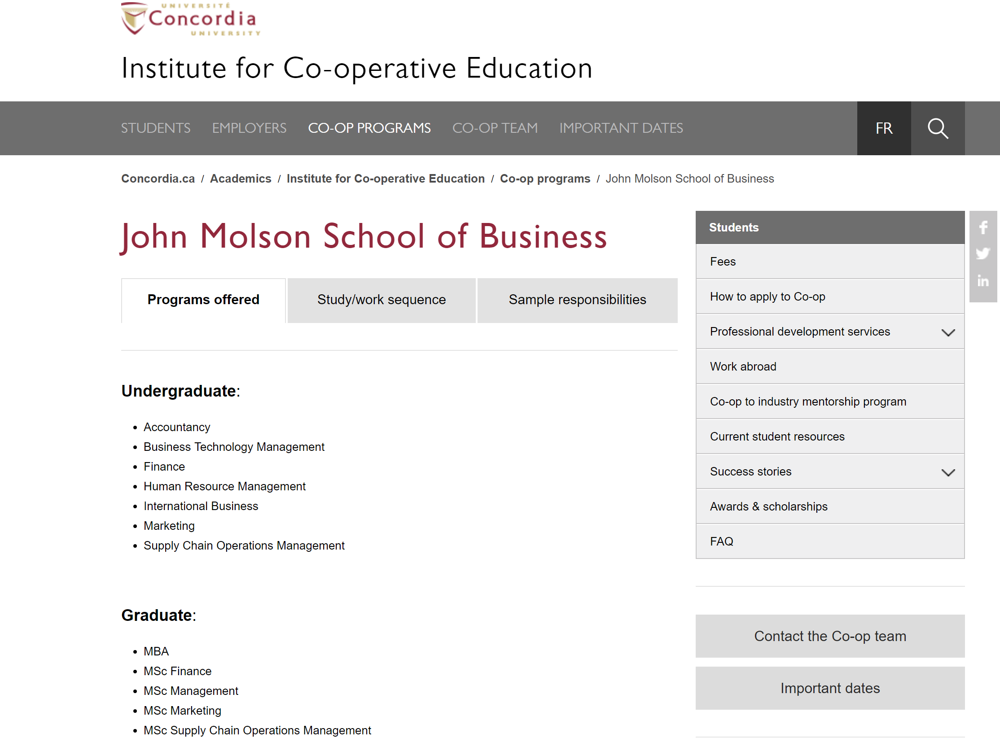 UNIVERSITÉ
Concordia
UNIVERSITY
Institute for Co-operative Education
STUDENTS EMPLOYERS CO-OP PROGRAMS CO-OP TEAM IMPORTANT DATES FR
Concordia.ca / Academics / Institute for Co-operative Education / Co-op programs / John Molson School of Business
John Molson School of Business
Programs offered
Study/work sequence
Sample responsibilities
Undergraduate:
• Accountancy
• Business Technology Management
• Finance
• Human Resource Management
• International Business
• Marketing
• Supply Chain Operations Management
Graduate:
• MBA
• MSc Finance
• MSc Management
• MSc Marketing
• MSc Supply Chain Operations Management
Students
Fees
How to apply to Co-op
Professional development services
Work abroad
Co-op to industry mentorship program
Current student resources
Success stories
Awards & scholarships
FAQ
Contact the Co-op team
Important dates
f
in